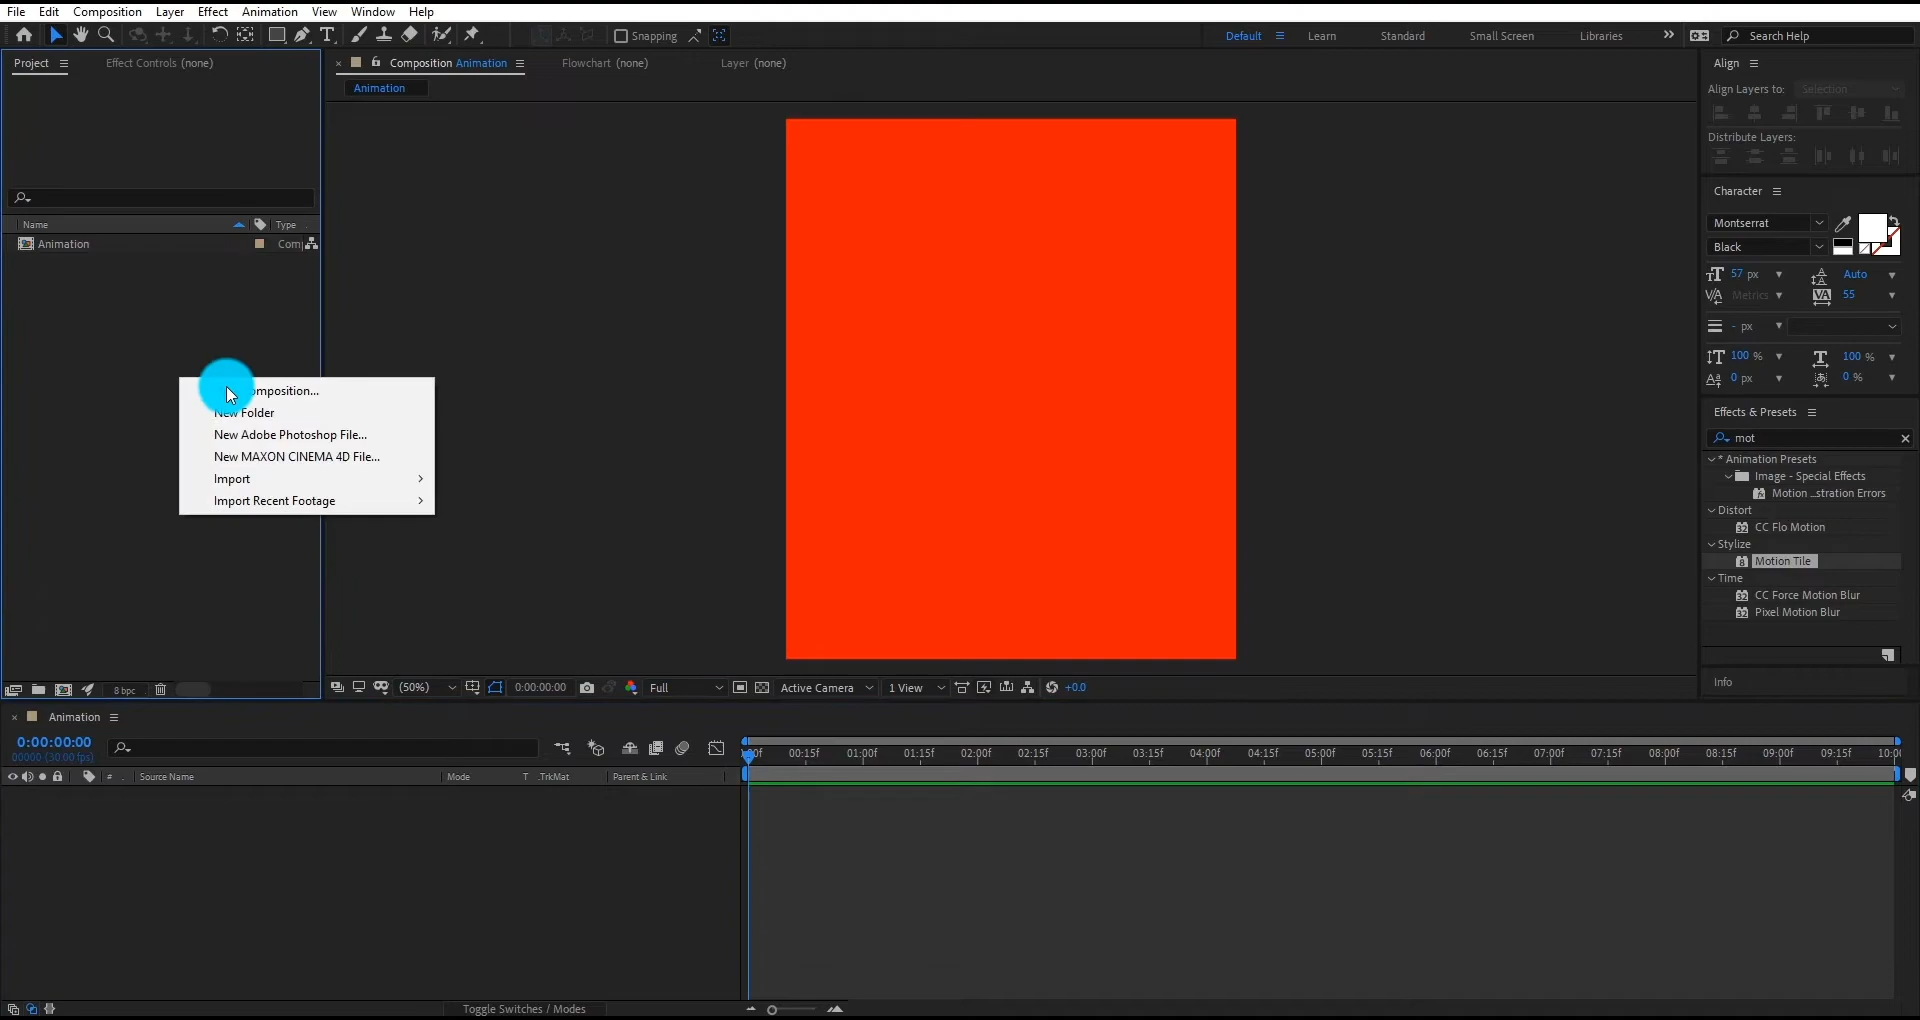 File Edit Composition Layer Effect Animation View Window Help
Snapping
Default Learn Standard Small Screen Libraries Search Help
Project Effect Controls (none)
Composition Animation Flowchart (none) Layer (none)
Animation
Name Type
Animation Com
omposition...
New Folder
New Adobe Photoshop File...
New MAXON CINEMA 4D File...
Import
Import Recent Footage
8 bpc
(50%) 0:00:00:00 Full Active Camera 1 View +0.0
Align
Align Layers to: Selection
Distribute Layers:
Character
Montserrat
Black
57 px Auto
Metrics 55
- px
100 % 100 %
0 px 0 %
Effects & Presets
mot
* Animation Presets
Image - Special Effects
Motion ...stration Errors
Distort
CC Flo Motion
Stylize
Motion Tile
Time
CC Force Motion Blur
Pixel Motion Blur
Info
Animation
0:00:00:00
00000 (30.00 fps)
00f 00:15f 01:00f 01:15f 02:00f 02:15f 03:00f 03:15f 04:00f 04:15f 05:00f 05:15f 06:00f 06:15f 07:00f 07:15f 08:00f 08:15f 09:00f 09:15f 10:00
# Source Name Mode T .TrkMat Parent & Link
Toggle Switches / Modes